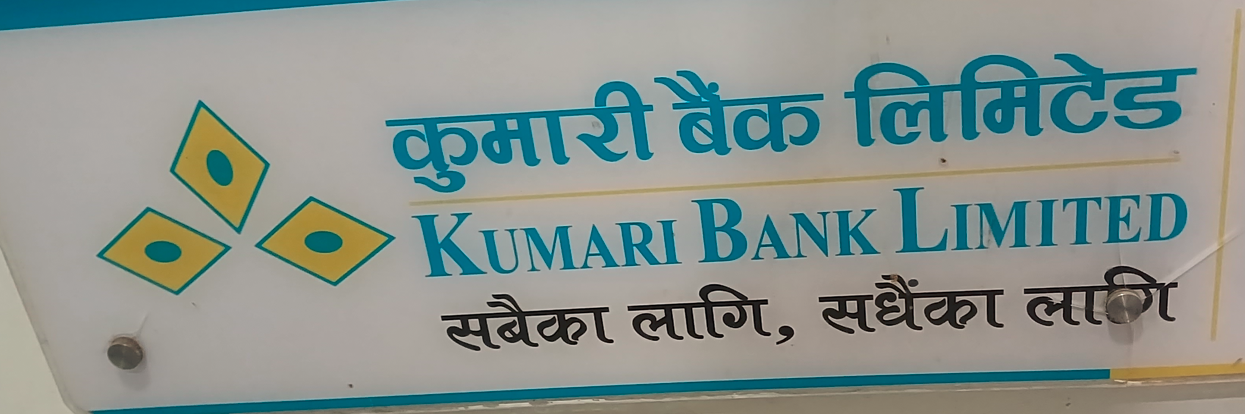 कुमारी बैंक लिमिटेड
KUMARI BANK LIMITED
सबैका लागि, सधैंका लागि